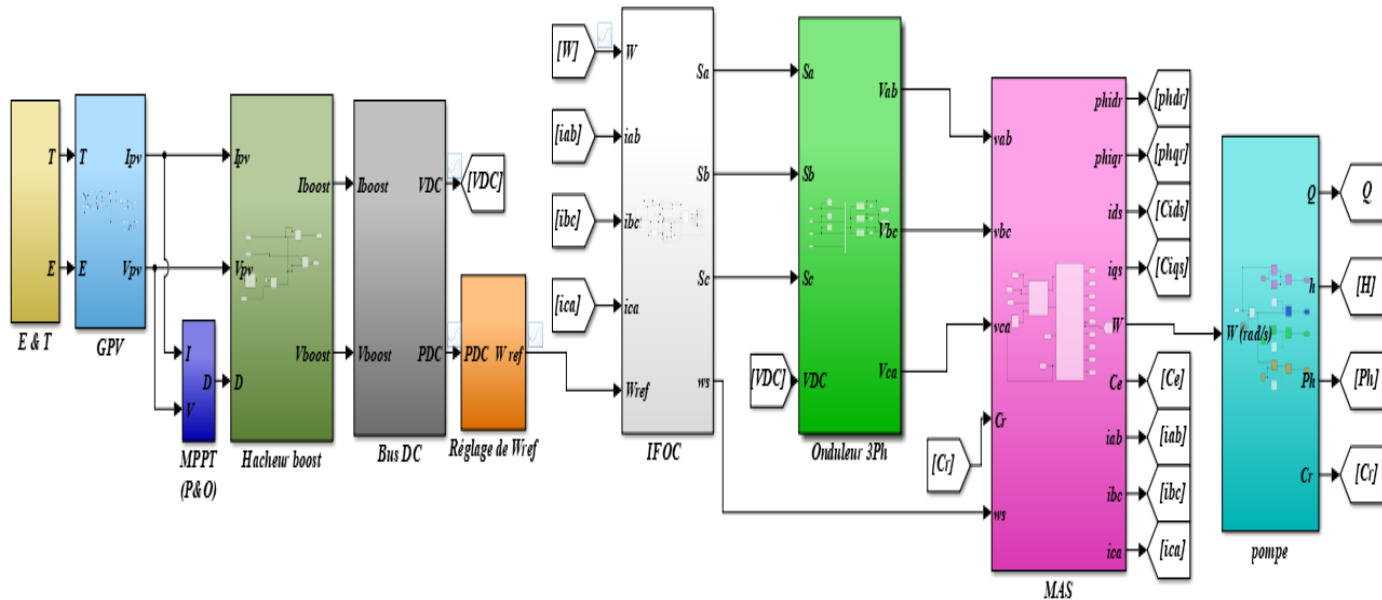 T
E
E & T
T
E
Ipv
Vpv
GPV
I
V
D
MPPT
(P&O)
Ipv
Vpv
D
Iboost
Vboost
Hacheur boost
Iboost
Vboost
VDC
PDC
Bus DC
[VDC]
PDC
W ref
Réglage de Wref
[W]
[iab]
[ibc]
[ica]
W
iab
ibc
ica
Wref
Sa
Sb
Sc
ws
IFOC
[VDC]
Sa
Sb
Sc
VDC
Vab
Vbc
Vca
Onduleur 3Ph
[Cr]
vab
vbc
vca
Cr
ws
phidr
phiqr
ids
iqs
W
Ce
iab
ibc
ica
MAS
[phdr]
[phqr]
[Cids]
[Ciqs]
[Ce]
[iab]
[ibc]
[ica]
W (rad/s)
Q
h
Ph
Cr
pompe
Q
[H]
[Ph]
[Cr]